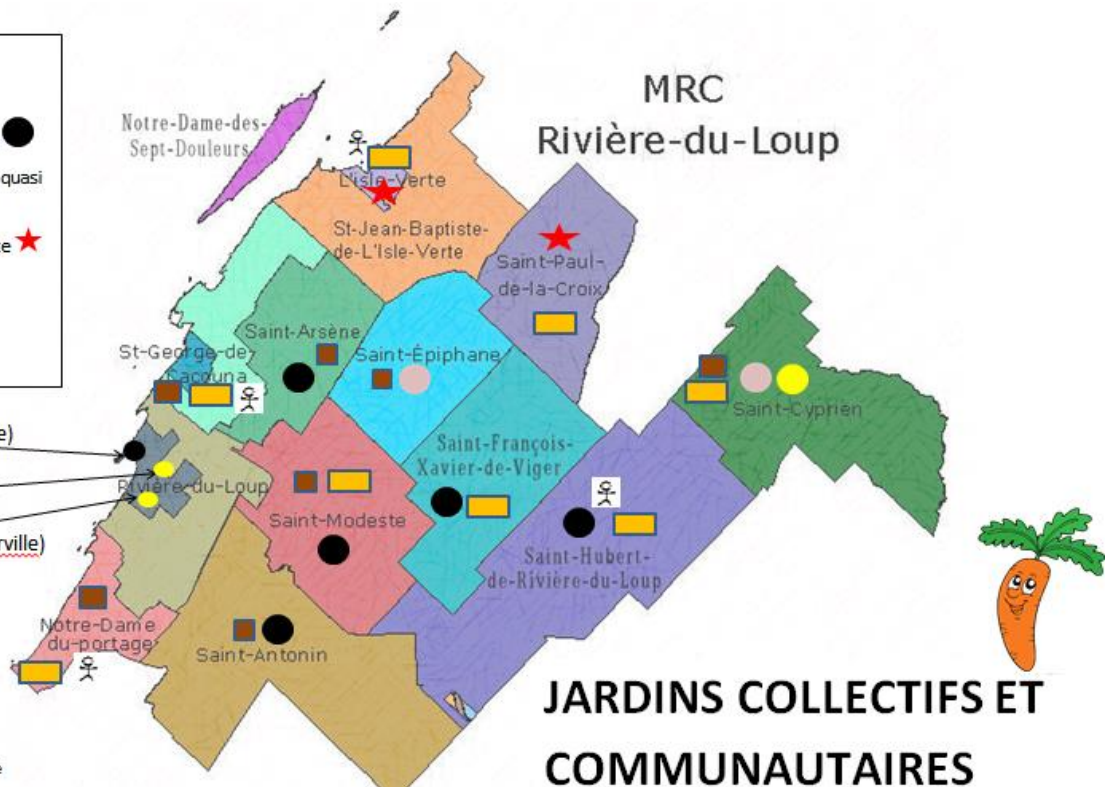 MRC
Rivière-du-Loup
Notre-Dame-des-
Sept-Douleurs
quasi
L'isle-Verte
St-Jean-Baptiste-
de-L'Isle-Verte
Saint-Paul-
de-la-Croix
Saint-Arsène
St-George-de-
Cacouna
Saint-Épiphane
Saint-Cyprien
Saint-François-
Xavier-de-Viger
Rivière-du-Loup
Saint-Modeste
Saint-Hubert-
de-Rivière-du-Loup
Notre-Dame
du-portage
Saint-Antonin
JARDINS COLLECTIFS ET
COMMUNAUTAIRES